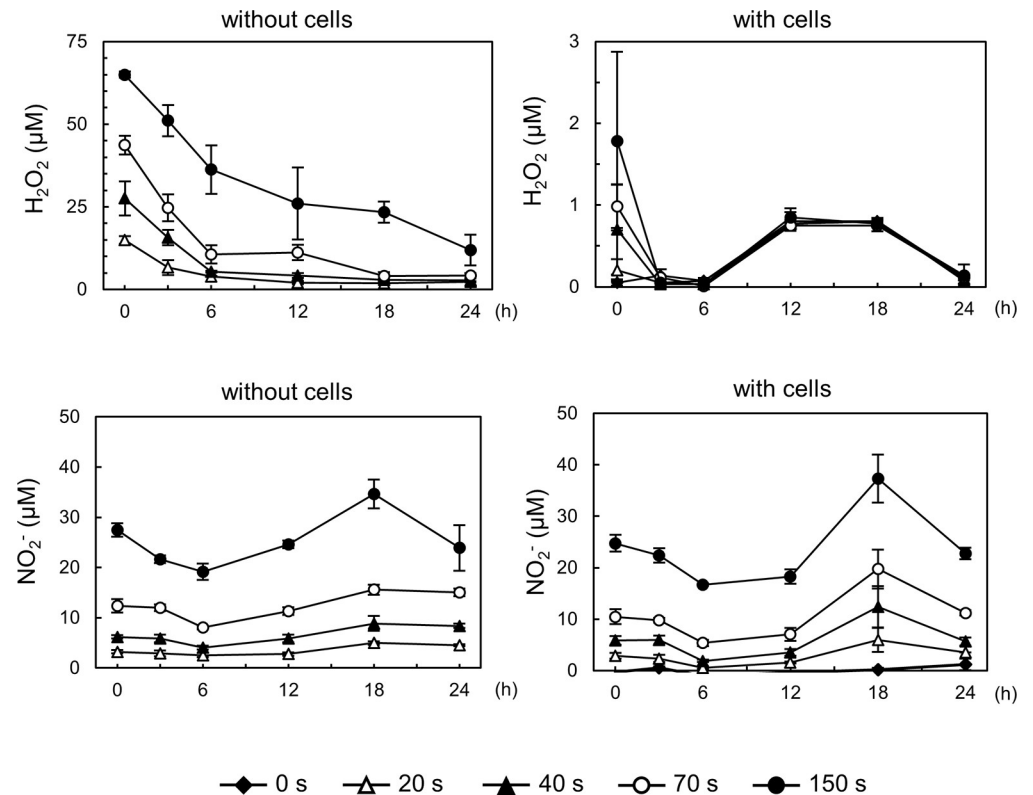 without cells
75
50
25
0
H₂O₂ (μM)
0 6 12 18 24 (h)
with cells
3
2
1
0
H₂O₂ (μM)
0 6 12 18 24 (h)
without cells
50
40
30
20
10
0
NO₂⁻ (μM)
0 6 12 18 24 (h)
with cells
50
40
30
20
10
0
NO₂⁻ (μM)
0 6 12 18 24 (h)
0 s 20 s 40 s 70 s 150 s